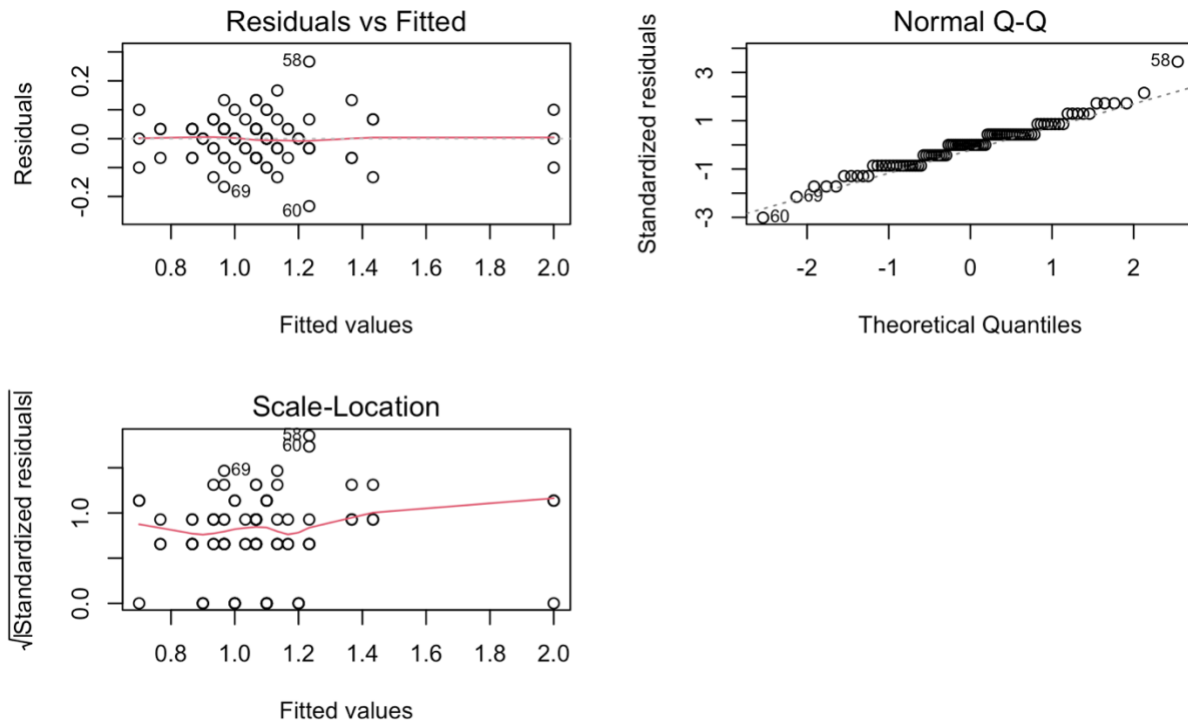 Residuals vs Fitted
Residuals
0.2
0.0
-0.2
58
69
60
0.8 1.0 1.2 1.4 1.6 1.8 2.0
Fitted values
Normal Q-Q
Standardized residuals
3
1
-1
-3
58
69
60
-2 -1 0 1 2
Theoretical Quantiles
Scale-Location
√|Standardized residuals|
1.0
0.0
58
60
69
0.8 1.0 1.2 1.4 1.6 1.8 2.0
Fitted values